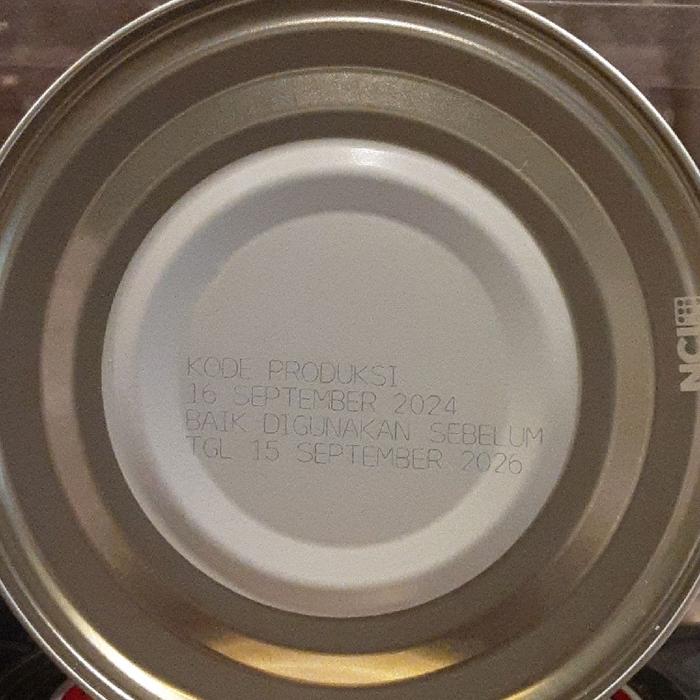 KODE PRODUKSI
16 SEPTEMBER 2024
BAIK DIGUNAKAN SEBELUM
TGL 15 SEPTEMBER 2026